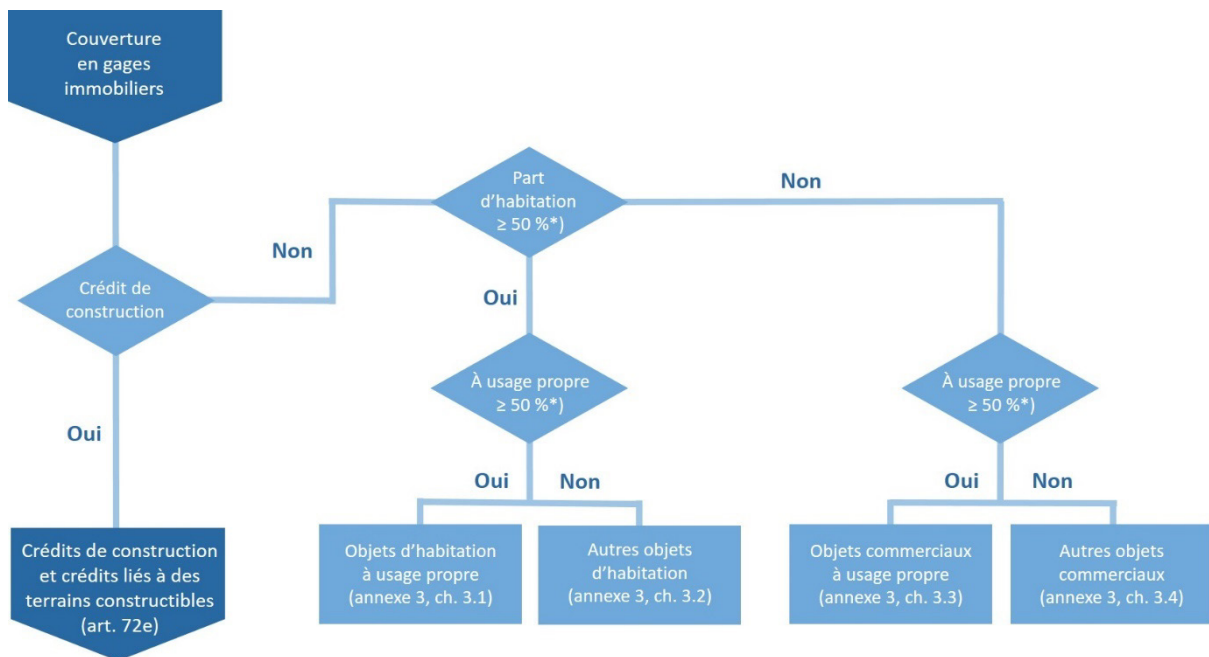 Couverture
en gages
immobiliers
Part
d'habitation
≥ 50 %*)
Non
Non
Crédit de
construction
Oui
À usage propre
≥ 50 %*)
À usage propre
≥ 50 %*)
Oui
Oui
Non
Oui
Non
Crédits de construction
et crédits liés à des
terrains constructibles
(art. 72e)
Objets d'habitation
à usage propre
(annexe 3, ch. 3.1)
Autres objets
d'habitation
(annexe 3, ch. 3.2)
Objets commerciaux
à usage propre
(annexe 3, ch. 3.3)
Autres objets
commerciaux
(annexe 3, ch. 3.4)